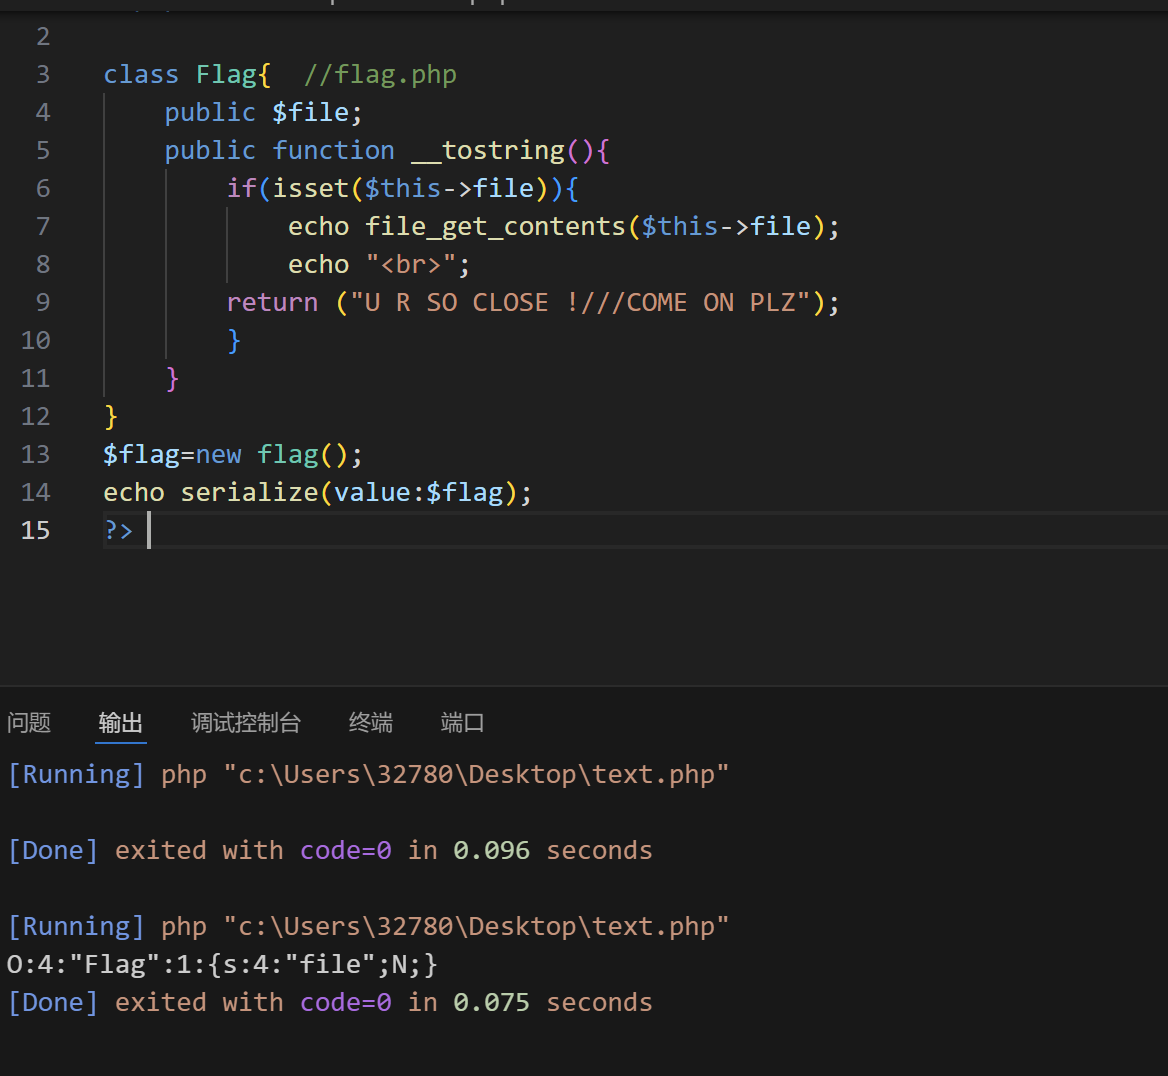 2
3 class Flag{  //flag.php
4     public $file;
5     public function __tostring(){
6         if(isset($this->file)){
7             echo file_get_contents($this->file);
8             echo "<br>";
9         return ("U R SO CLOSE !///COME ON PLZ");
10         }
11     }
12 }
13 $flag=new flag();
14 echo serialize(value:$flag);
15 ?>
问题 输出 调试控制台 终端 端口
[Running] php "c:\Users\32780\Desktop\text.php"
[Done] exited with code=0 in 0.096 seconds
[Running] php "c:\Users\32780\Desktop\text.php"
O:4:"Flag":1:{s:4:"file";N;}
[Done] exited with code=0 in 0.075 seconds